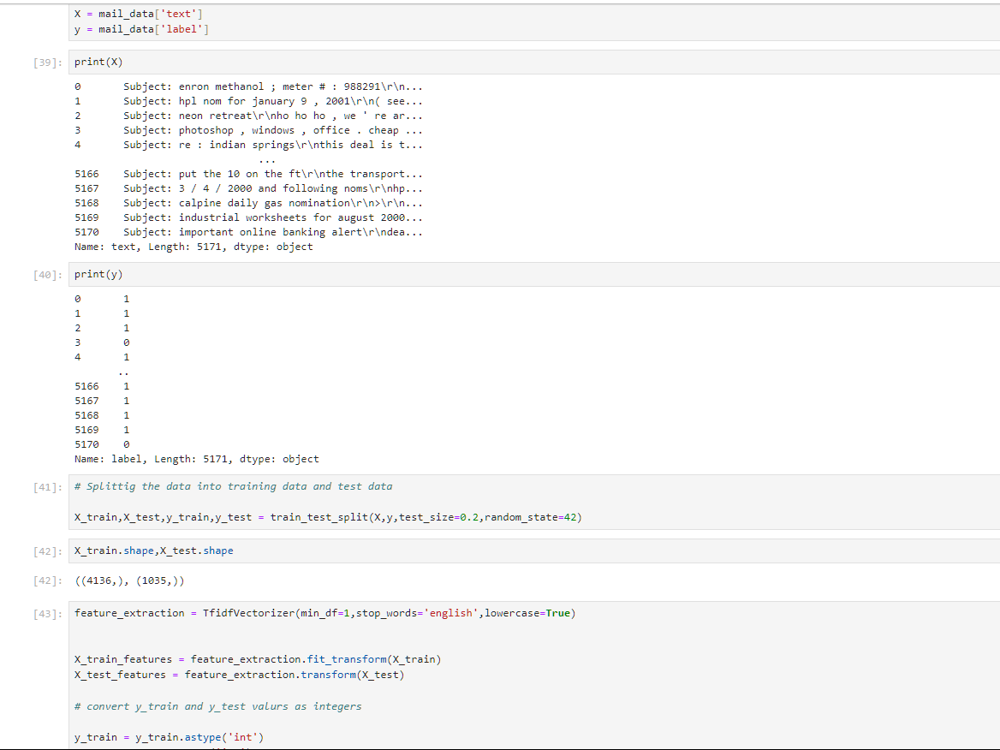 X = mail_data['text']
y = mail_data['label']
[39]: print(X)
0 Subject: enron methanol ; meter # : 988291\r\n...
1 Subject: hpl nom for january 9 , 2001\r\n( see...
2 Subject: neon retreat\r\nho ho ho , we ' re ar...
3 Subject: photoshop , windows , office . cheap ...
4 Subject: re : indian springs\r\nthis deal is t...
...
5166 Subject: put the 10 on the ft\r\nthe transport...
5167 Subject: 3 / 4 / 2000 and following noms\r\nhp...
5168 Subject: calpine daily gas nomination\r\n>\r\n...
5169 Subject: industrial worksheets for august 2000...
5170 Subject: important online banking alert\r\ndea...
Name: text, Length: 5171, dtype: object
[40]: print(y)
0 1
1 1
2 1
3 0
4 1
..
5166 1
5167 1
5168 1
5169 1
5170 0
Name: label, Length: 5171, dtype: object
[41]: # Splittig the data into training data and test data
X_train,X_test,y_train,y_test = train_test_split(X,y,test_size=0.2,random_state=42)
[42]: X_train.shape,X_test.shape
[42]: ((4136,), (1035,))
[43]: feature_extraction = TfidfVectorizer(min_df=1,stop_words='english',lowercase=True)
X_train_features = feature_extraction.fit_transform(X_train)
X_test_features = feature_extraction.transform(X_test)
# convert y_train and y_test valurs as integers
y_train = y_train.astype('int')